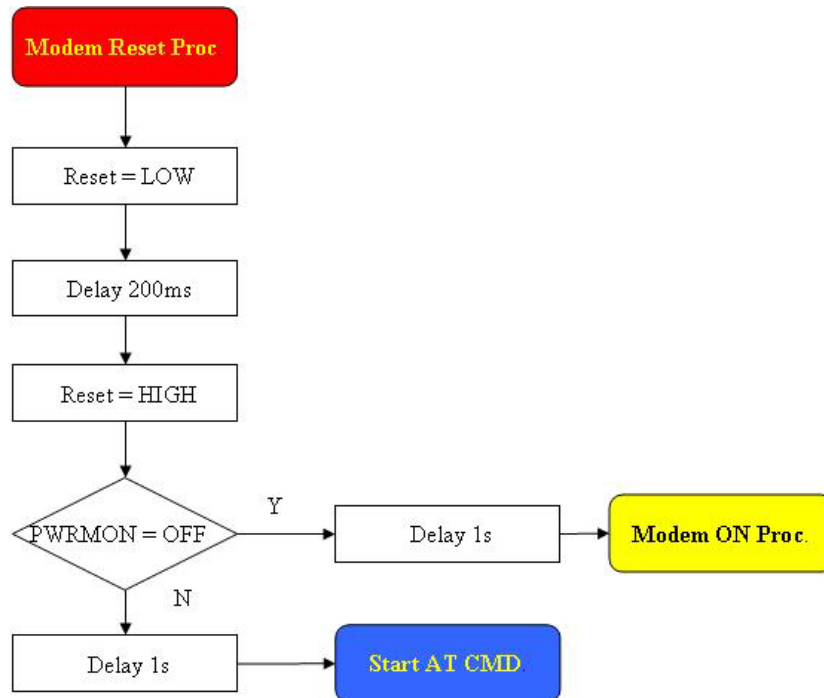 Modem Reset Proc
Reset = LOW
Delay 200ms
Reset = HIGH
PWRMON = OFF
Y
Delay 1s
Modem ON Proc.
N
Delay 1s
Start AT CMD.